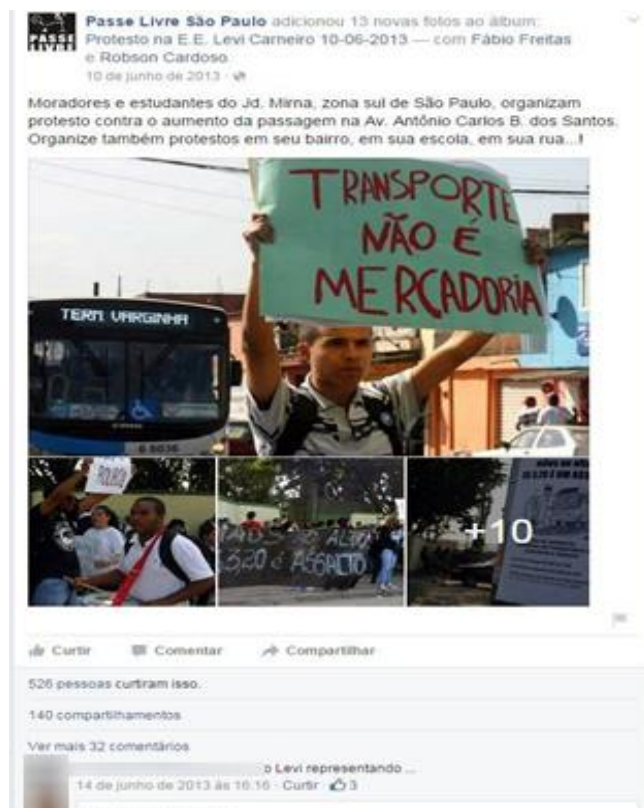 Passe Livre São Paulo adicionou 13 novas fotos ao álbum:
Protesto na E.E. Levi Carneiro 10-06-2013 — com Fábio Freitas
e Robson Cardoso.
10 de junho de 2013
Moradores e estudantes do Jd. Mirna, zona sul de São Paulo, organizam
protesto contra o aumento da passagem na Av. Antônio Carlos B. dos Santos.
Organize também protestos em seu bairro, em sua escola, em sua rua...!
PASSE
LIVRE
TRANSPORTE
NÃO É
MERCADORIA
TERM VARGINHA
3,20 é ASSALTO
+10
Curtir Comentar Compartilhar
526 pessoas curtiram isso.
140 compartilhamentos
Ver mais 32 comentários
o Levi representando ...
14 de junho de 2013 às 16:16 · Curtir · 3